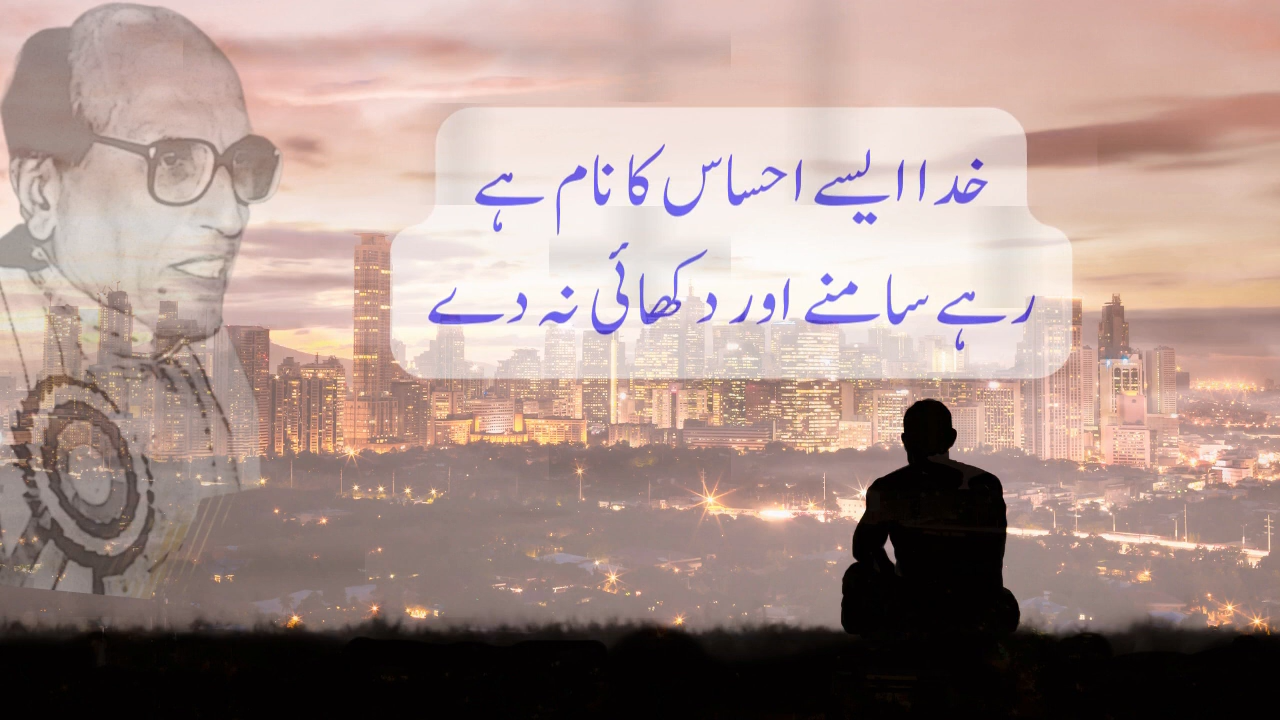 خدا ایسے احساس کا نام ہے
رہے سامنے اور دکھائی نہ دے